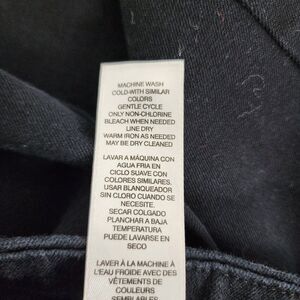 MACHINE WASH
COLD-WITH SIMILAR
COLORS
GENTLE CYCLE
ONLY NON-CHLORINE
BLEACH WHEN NEEDED
LINE DRY
WARM IRON AS NEEDED
MAY BE DRY CLEANED
LAVAR A MÁQUINA CON
AGUA FRIA EN
CICLO SUAVE CON
COLORES SIMILARES.
USAR BLANQUEADOR
SIN CLORO CUANDO SE
NECESITE.
SECAR COLGADO
PLANCHAR A BAJA
TEMPERATURA
PUEDE LAVARSE EN
SECO
LAVER À LA MACHINE À
L'EAU FROIDE AVEC DES
VÊTEMENTS DE
COULEURS
SEMBLABLES